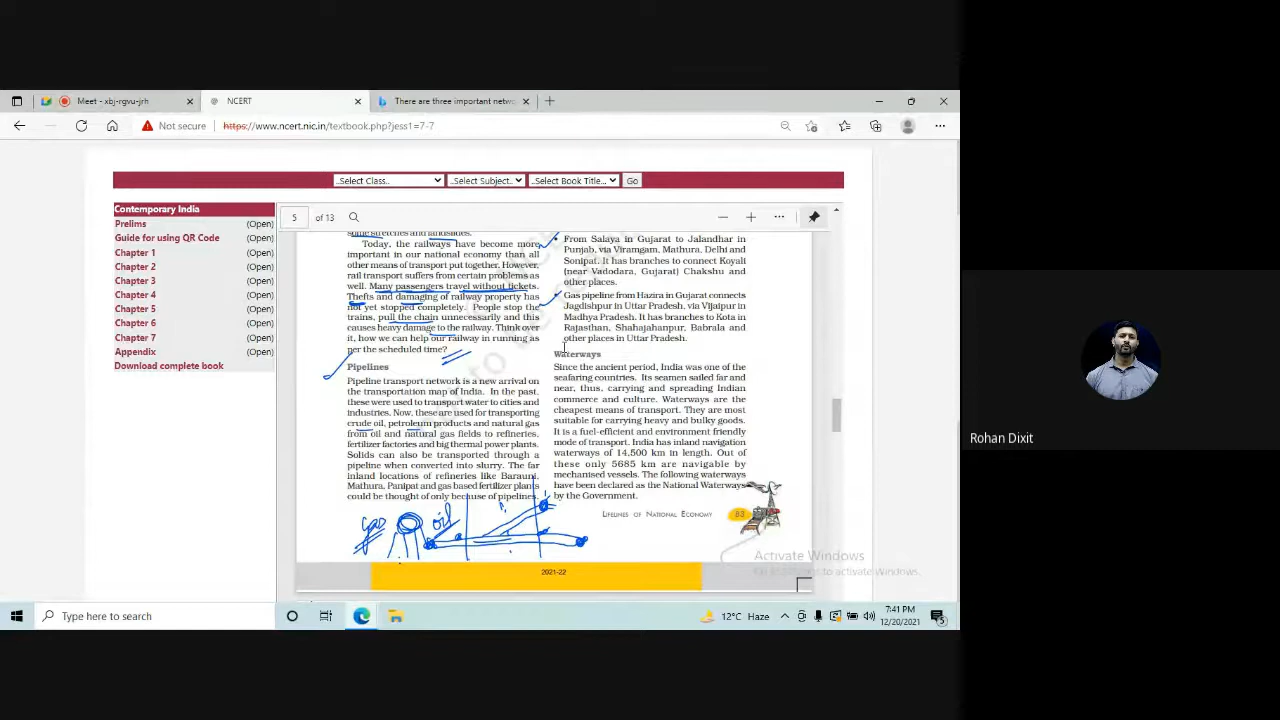 Meet - xbj-rgvu-jrh
NCERT
There are three important netwo
Not secure
https://www.ncert.nic.in/textbook.php?jess1=7-7
..Select Class..
..Select Subject..
..Select Book Title...
Go
Contemporary India
Prelims (Open)
Guide for using QR Code (Open)
Chapter 1 (Open)
Chapter 2 (Open)
Chapter 3 (Open)
Chapter 4 (Open)
Chapter 5 (Open)
Chapter 6 (Open)
Chapter 7 (Open)
Appendix (Open)
Download complete book
5 of 13
some stretches and landslides.
Today, the railways have become more
important in our national economy than all
other means of transport put together. However,
rail transport suffers from certain problems as
well. Many passengers travel without tickets.
Thefts and damaging of railway property has
not yet stopped completely. People stop the
trains, pull the chain unnecessarily and this
causes heavy damage to the railway. Think over
it, how we can help our railway in running as
per the scheduled time?
Pipelines
Pipeline transport network is a new arrival on
the transportation map of India. In the past,
these were used to transport water to cities and
industries. Now, these are used for transporting
crude oil, petroleum products and natural gas
from oil and natural gas fields to refineries,
fertilizer factories and big thermal power plants.
Solids can also be transported through a
pipeline when converted into slurry. The far
inland locations of refineries like Barauni,
Mathura, Panipat and gas based fertilizer plants
could be thought of only because of pipelines.
gas
oil
• From Salaya in Gujarat to Jalandhar in
Punjab, via Viramgam, Mathura, Delhi and
Sonipat. It has branches to connect Koyali
(near Vadodara, Gujarat) Chakshu and
other places.
• Gas pipeline from Hazira in Gujarat connects
Jagdishpur in Uttar Pradesh, via Vijaipur in
Madhya Pradesh. It has branches to Kota in
Rajasthan, Shahajahanpur, Babrala and
other places in Uttar Pradesh.
Waterways
Since the ancient period, India was one of the
seafaring countries. Its seamen sailed far and
near, thus, carrying and spreading Indian
commerce and culture. Waterways are the
cheapest means of transport. They are most
suitable for carrying heavy and bulky goods.
It is a fuel-efficient and environment friendly
mode of transport. India has inland navigation
waterways of 14,500 km in length. Out of
these only 5685 km are navigable by
mechanised vessels. The following waterways
have been declared as the National Waterways
by the Government.
Lifelines of National Economy 83
2021-22
Activate Windows
Go to Settings to activate Windows.
Type here to search
12°C Haze
7:41 PM
12/20/2021
5
Rohan Dixit